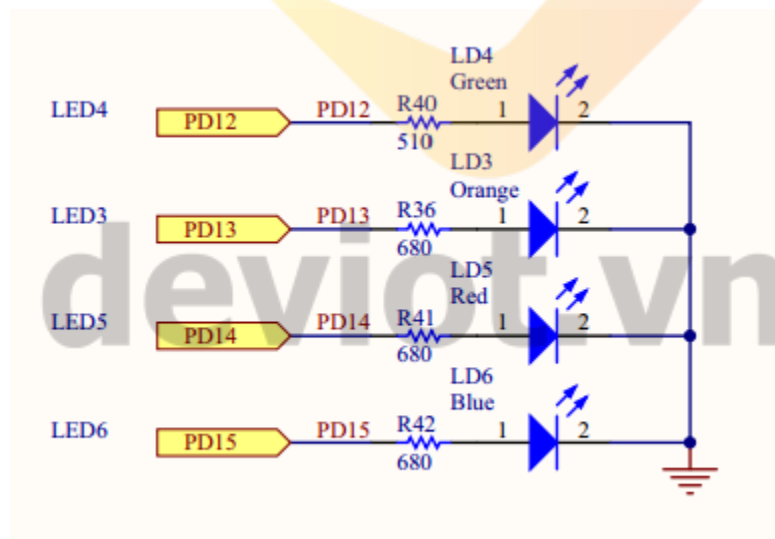 LD4
Green
LED4 PD12 PD12 R40 1 2
510
LD3
Orange
LED3 PD13 PD13 R36 1 2
680
LD5
Red
LED5 PD14 PD14 R41 1 2
680
LD6
Blue
LED6 PD15 PD15 R42 1 2
680
deviot.vn